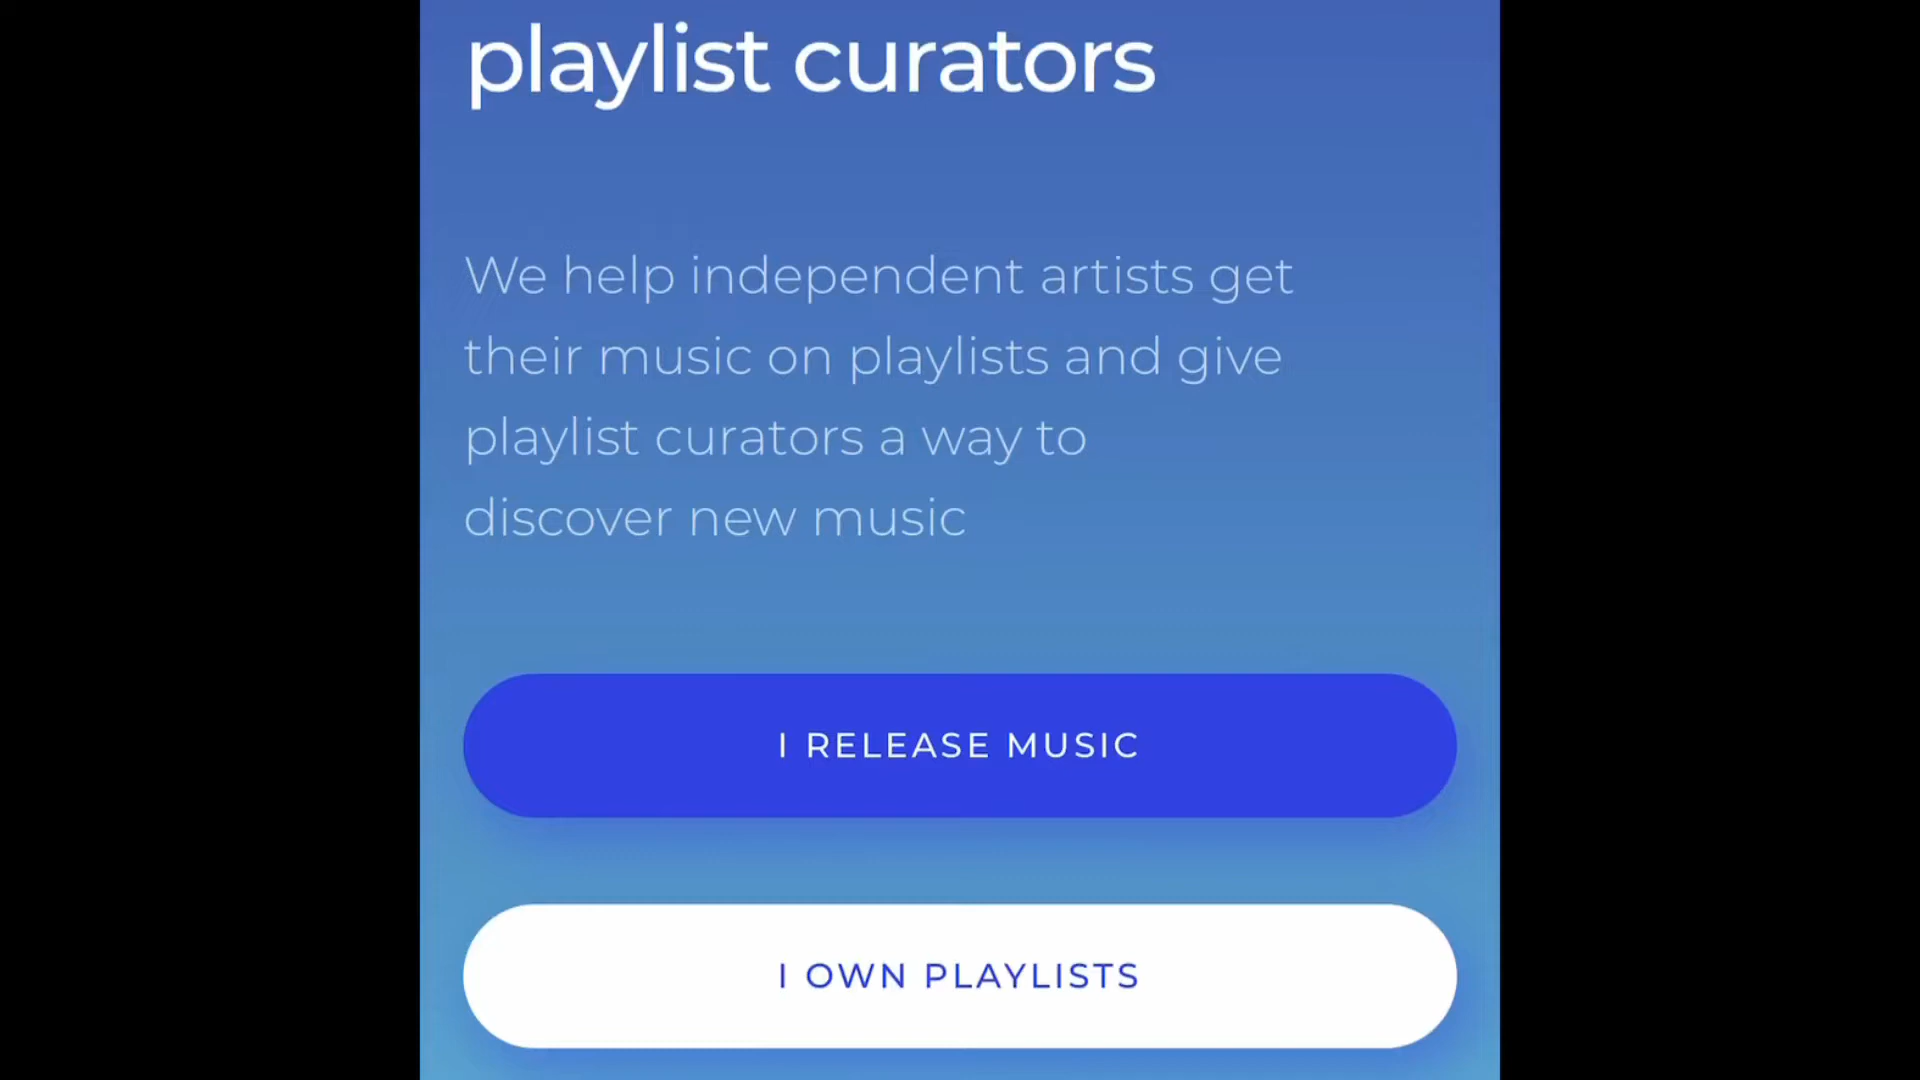 playlist curators
We help independent artists get
their music on playlists and give
playlist curators a way to
discover new music
I RELEASE MUSIC
I OWN PLAYLISTS